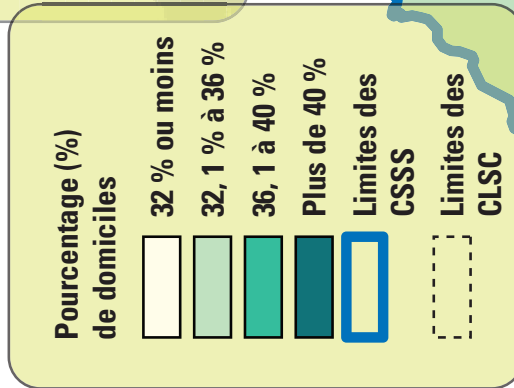 Pourcentage (%)
de domiciles
32 % ou moins
32, 1 % à 36 %
36, 1 à 40 %
Plus de 40 %
Limites des
CSSS
Limites des
CLSC